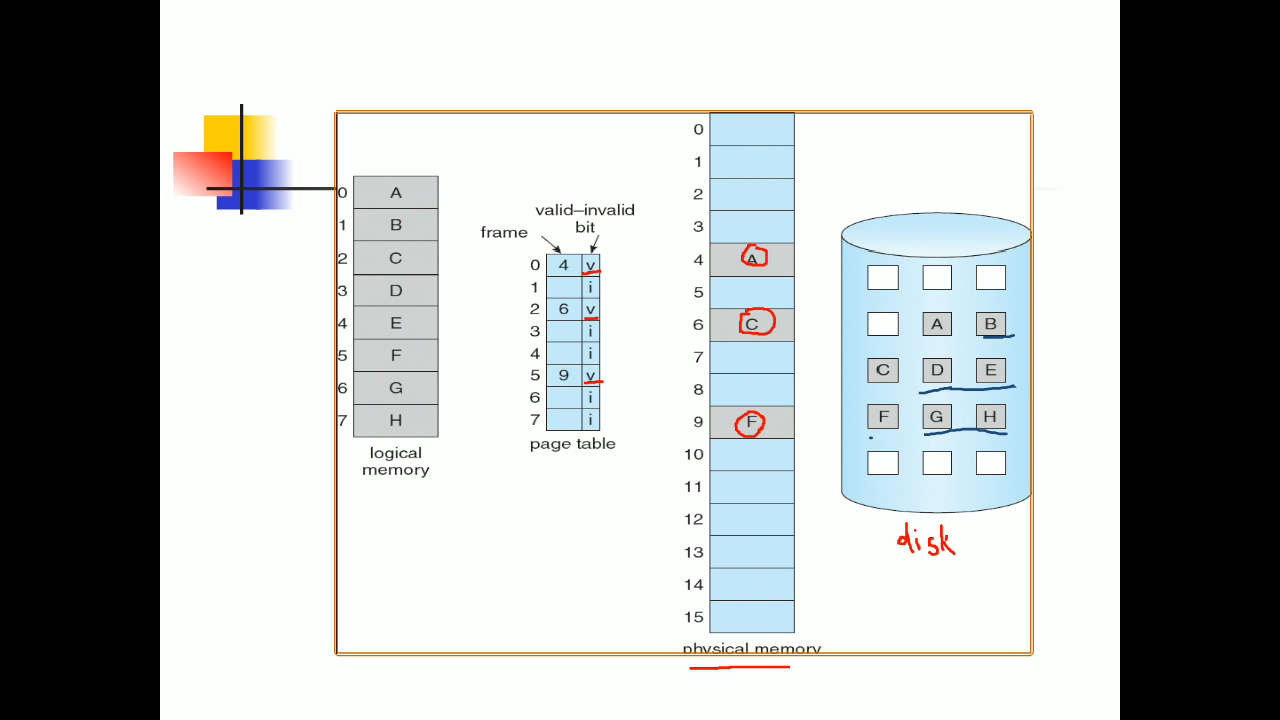 0 A
1 B
2 C
3 D
4 E
5 F
6 G
7 H
logical
memory
valid–invalid
bit
frame
0 4 v
1 i
2 6 v
3 i
4 i
5 9 v
6 i
7 i
page table
0
1
2
3
4 A
5
6 C
7
8
9 F
10
11
12
13
14
15
physical memory
A B
C D E
F G H
disk